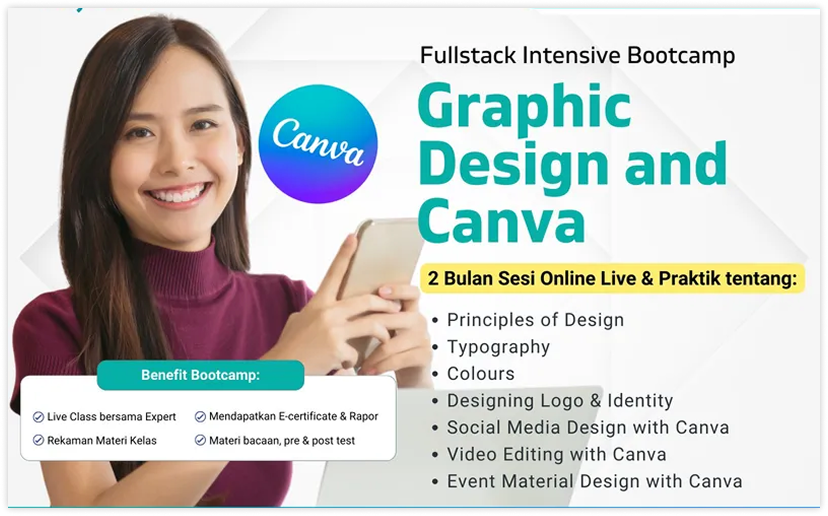 Canva
Fullstack Intensive Bootcamp
Graphic
Design and
Canva
2 Bulan Sesi Online Live & Praktik tentang:
• Principles of Design
• Typography
• Colours
• Designing Logo & Identity
• Social Media Design with Canva
• Video Editing with Canva
• Event Material Design with Canva
Benefit Bootcamp:
Live Class bersama Expert
Mendapatkan E-certificate & Rapor
Rekaman Materi Kelas
Materi bacaan, pre & post test